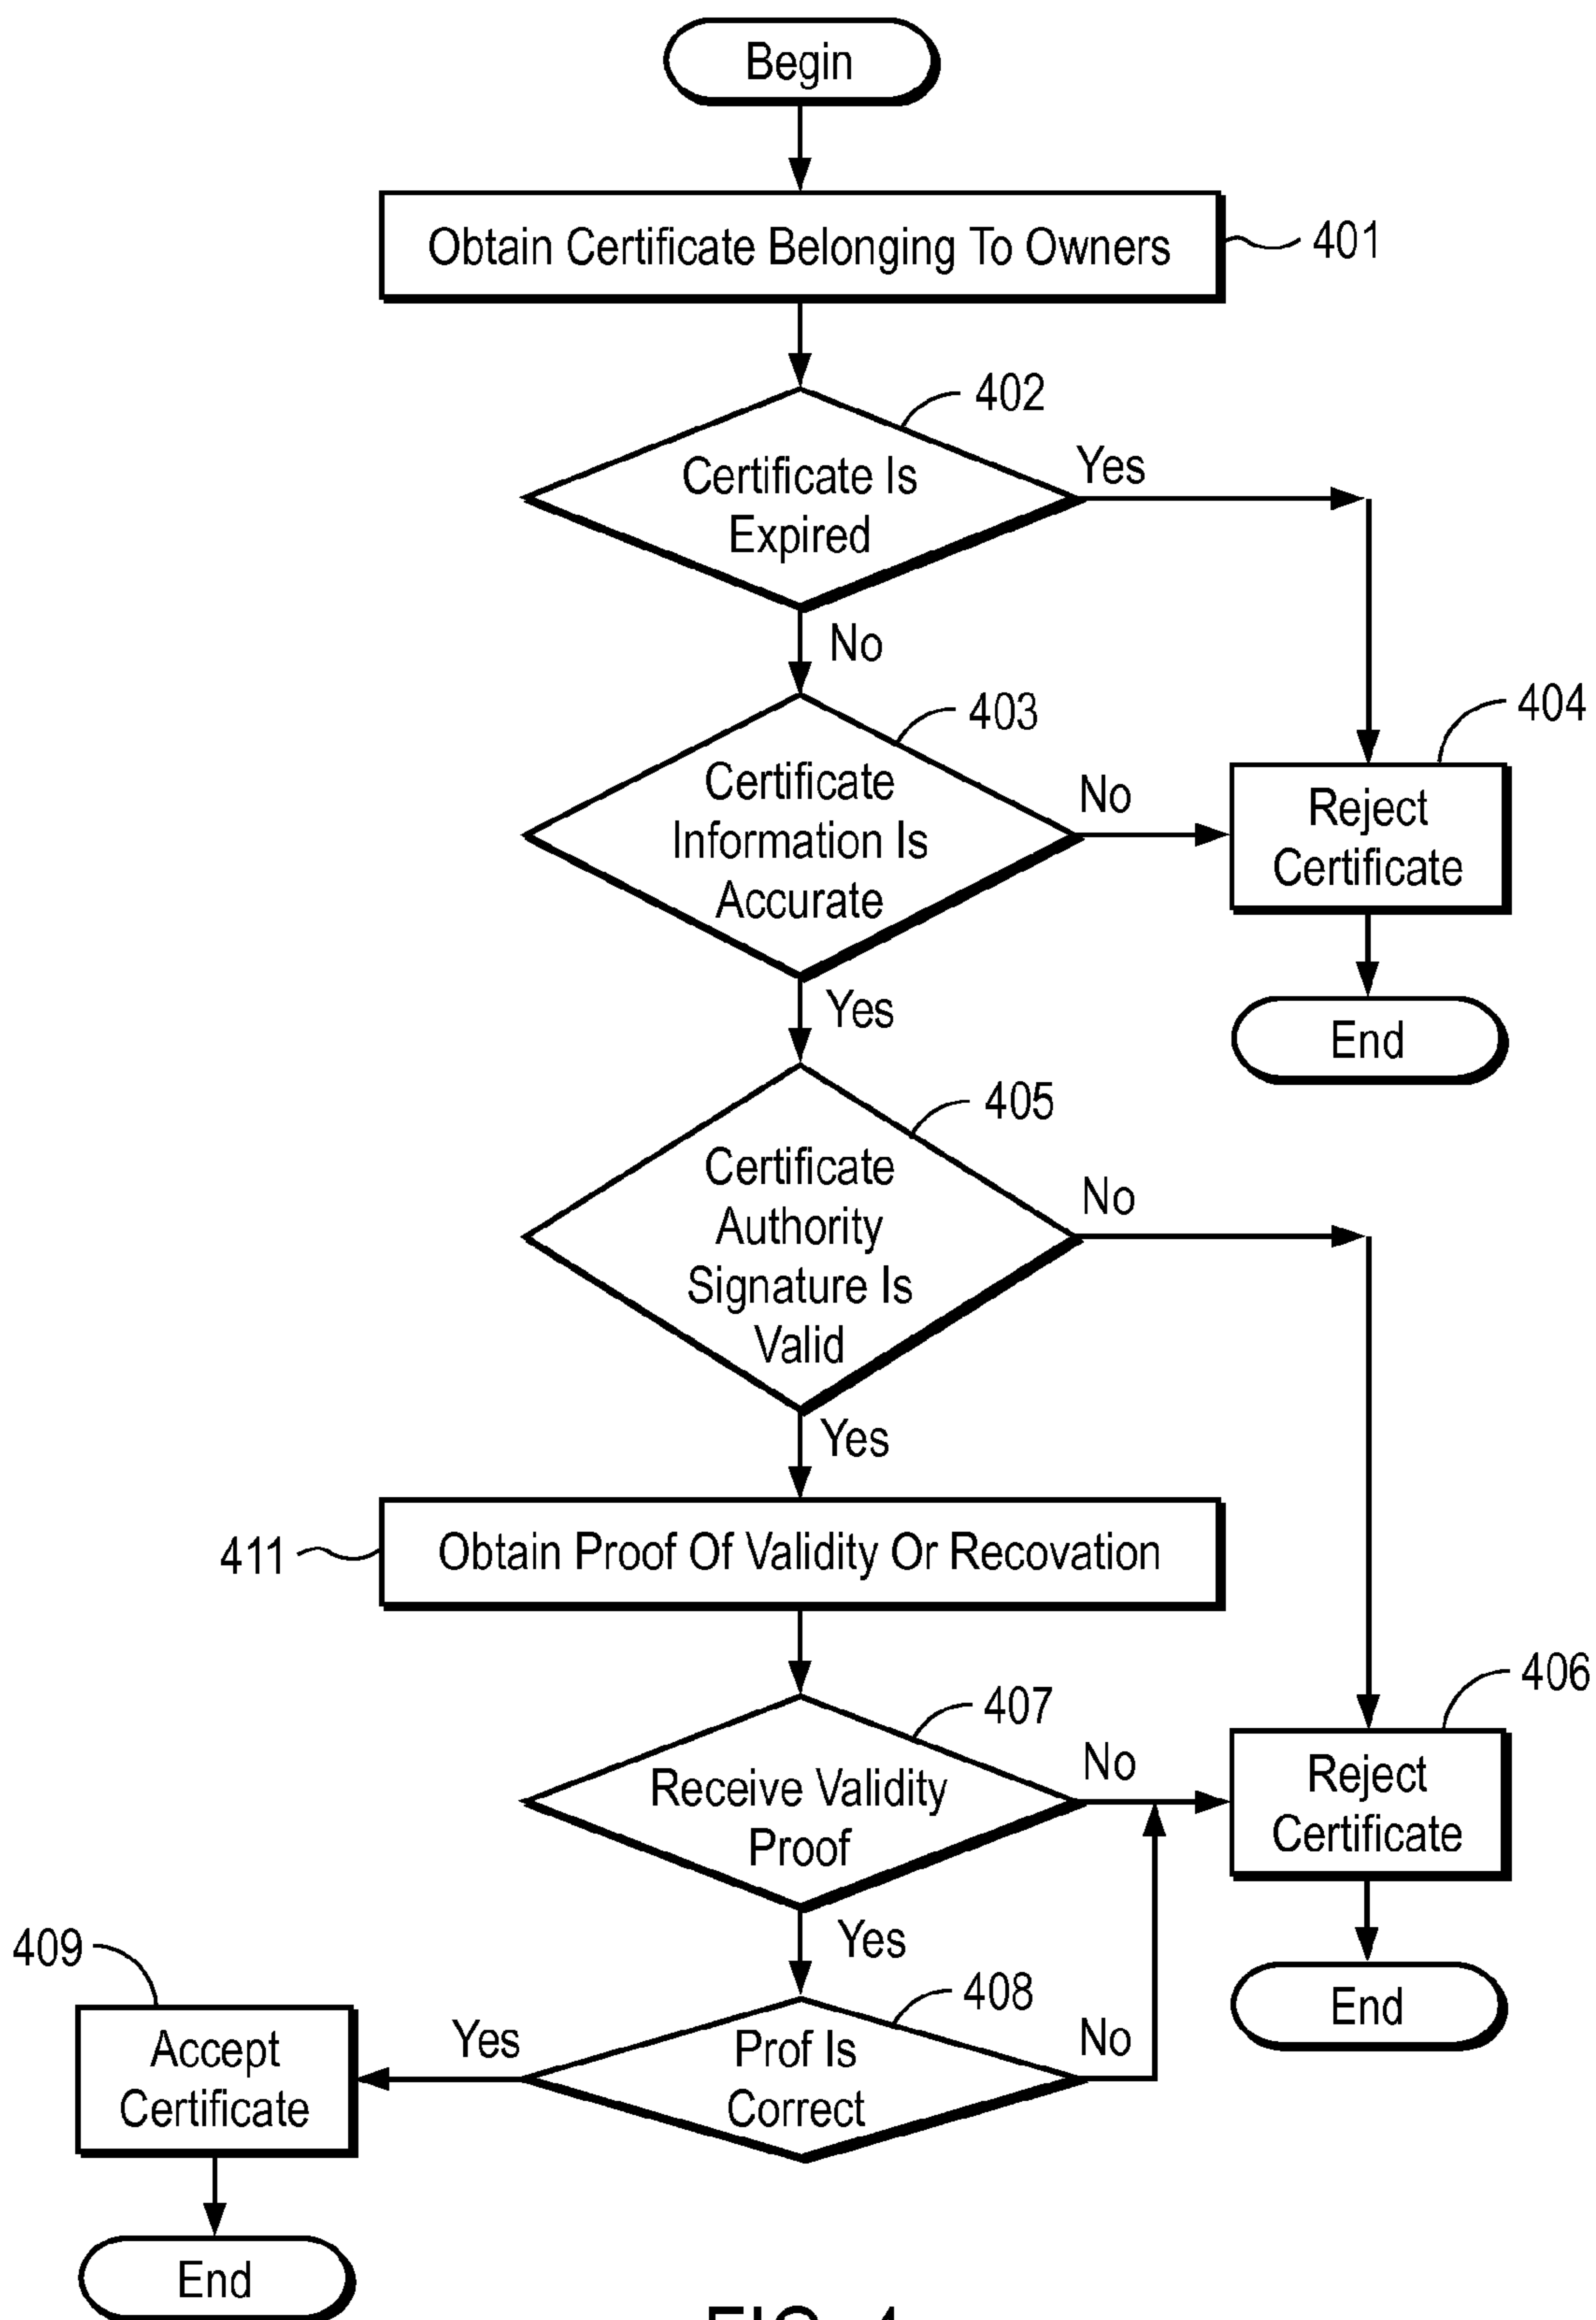 Begin
Obtain Certificate Belonging To Owners
401
402
Certificate Is
Expired
Yes
No
403
Certificate
Information Is
Accurate
No
404
Reject
Certificate
Yes
End
405
Certificate
Authority
Signature Is
Valid
No
Yes
411
Obtain Proof Of Validity Or Recovation
407
Receive Validity
Proof
No
406
Reject
Certificate
Yes
End
409
Accept
Certificate
Yes
408
Prof Is
Correct
No
End